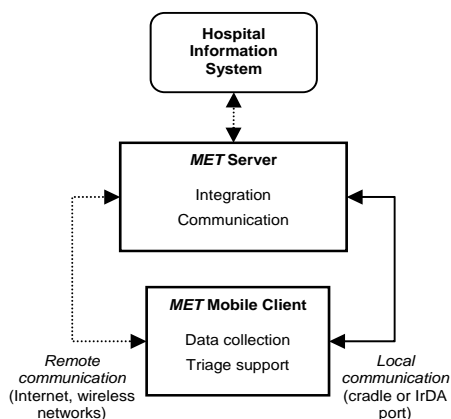 Hospital
Information
System
MET Server
Integration
Communication
MET Mobile Client
Data collection
Triage support
Remote
communication
(Internet, wireless
networks)
Local
communication
(cradle or IrDA
port)